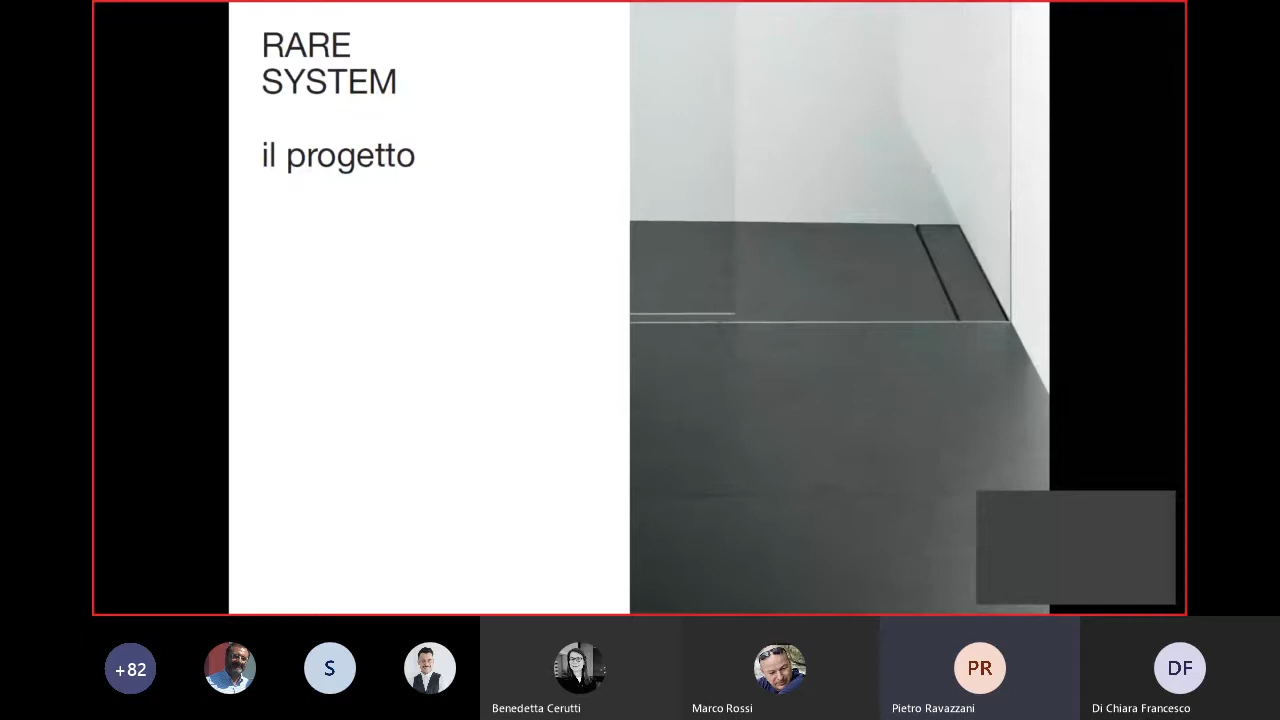 RARE
SYSTEM
il progetto
+82
S
PR
DF
Benedetta Cerutti
Marco Rossi
Pietro Ravazzani
Di Chiara Francesco